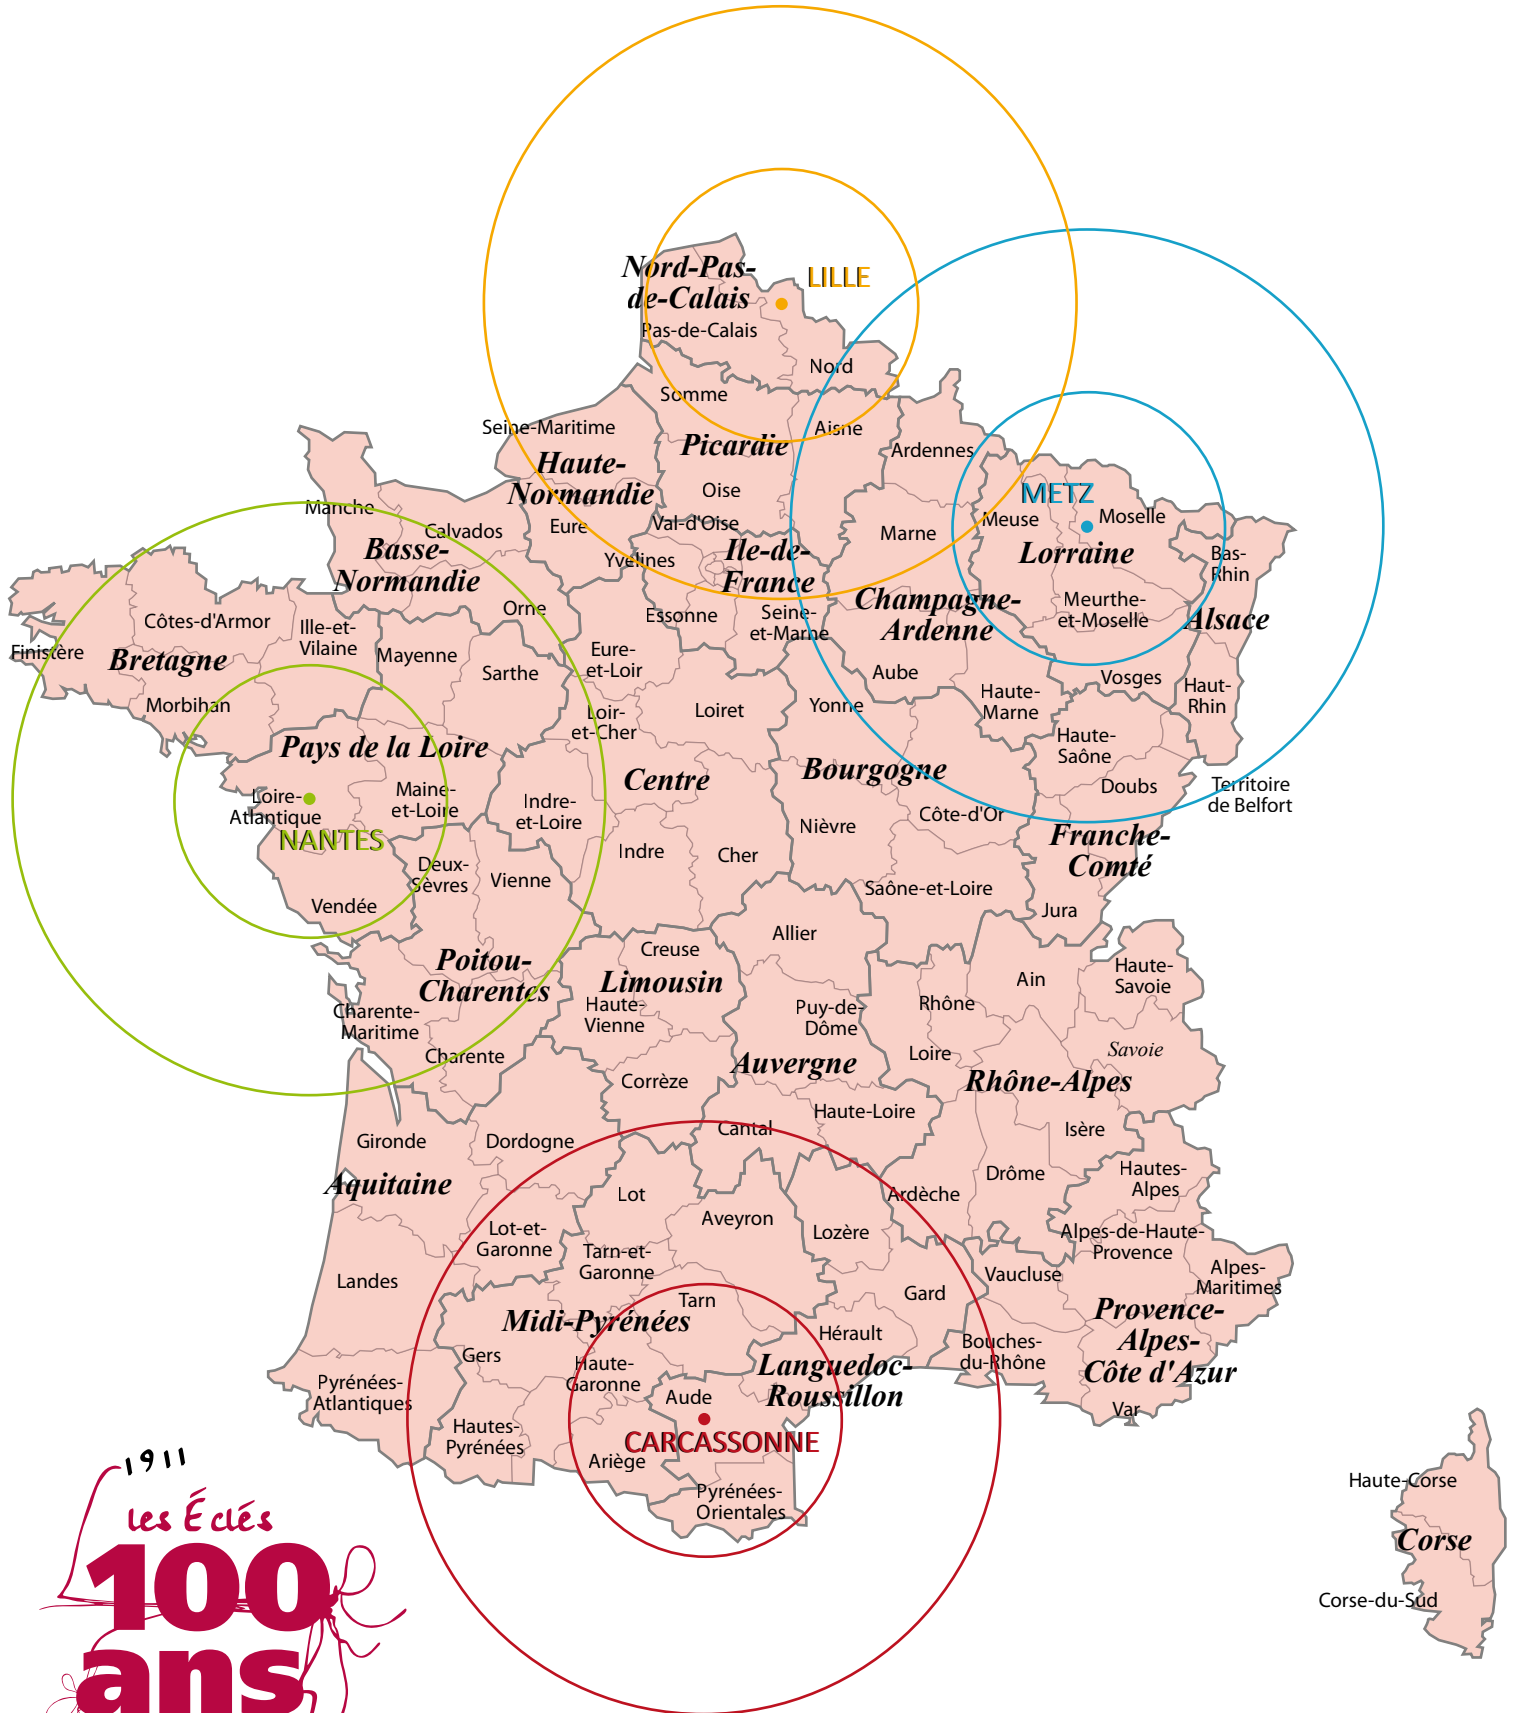 Nord-Pas-
de-Calais
LILLE
Pas-de-Calais
Nord
Somme
Seine-Maritime
Aisne
Picardie
Ardennes
Haute-
Normandie
Oise
METZ
Manche
Calvados
Eure
Val-d'Oise
Marne
Meuse
Moselle
Basse-
Normandie
Yvelines
Ile-de-
France
Lorraine
Bas-
Rhin
Orne
Essonne
Seine-
et-Marne
Champagne-
Ardenne
Meurthe-
et-Moselle
Alsace
Côtes-d'Armor
Ille-et-
Vilaine
Finistère
Bretagne
Mayenne
Sarthe
Eure-
et-Loir
Aube
Vosges
Haute-
Marne
Haut-
Rhin
Morbihan
Loir-
et-Cher
Loiret
Yonne
Pays de la Loire
Haute-
Saône
Centre
Bourgogne
Doubs
Territoire
de Belfort
Loire-
Atlantique
Maine-
et-Loire
Indre-
et-Loire
Nièvre
Côte-d'Or
NANTES
Franche-
Comté
Indre
Cher
Deux-
Sèvres
Vienne
Saône-et-Loire
Vendée
Jura
Allier
Creuse
Poitou-
Charentes
Limousin
Ain
Haute-
Savoie
Charente-
Maritime
Haute-
Vienne
Puy-de-
Dôme
Rhône
Charente
Auvergne
Loire
Savoie
Corrèze
Rhône-Alpes
Haute-Loire
Gironde
Dordogne
Cantal
Isère
Aquitaine
Lot
Ardèche
Drôme
Hautes-
Alpes
Aveyron
Lot-et-
Garonne
Lozère
Alpes-de-Haute-
Provence
Tarn-et-
Garonne
Landes
Vaucluse
Alpes-
Maritimes
Tarn
Gard
Midi-Pyrénées
Hérault
Provence-
Alpes-
Côte d'Azur
Gers
Haute-
Garonne
Languedoc-
Roussillon
Bouches-
du-Rhône
Pyrénées-
Atlantiques
Aude
Var
Hautes-
Pyrénées
CARCASSONNE
Ariège
1911
Pyrénées-
Orientales
Haute-Corse
les Éclés
Corse
100
ans
Corse-du-Sud